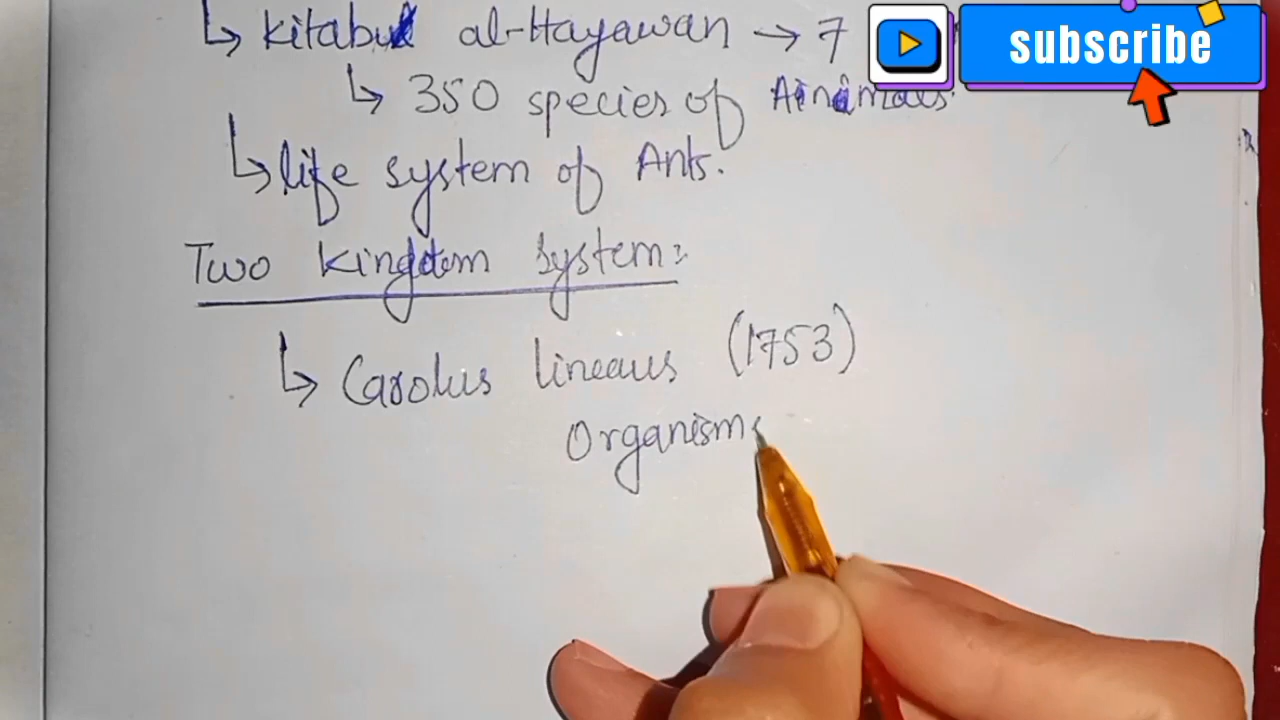 ↳ Kitabul al-Hayawan → 7
subscribe
↳ 350 species of Animals.
↳ life system of Ants.
Two kingdom system:
↳ Carolus lineaus (1753)
Organisms